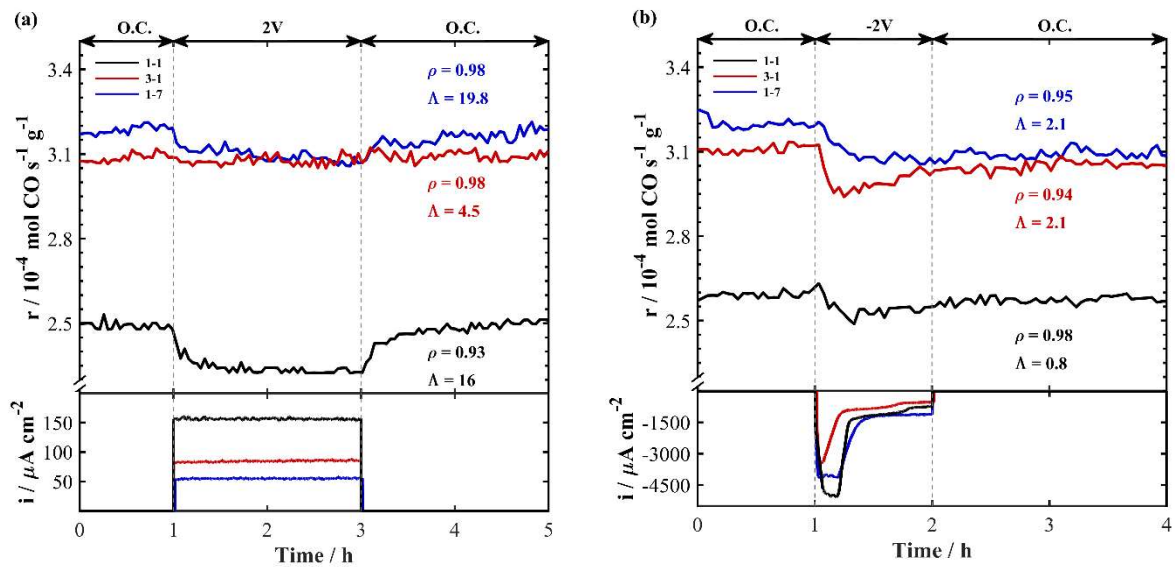 (a)
O.C. 2V O.C.
1-1
3-1
1-7
ρ = 0.98
Λ = 19.8
ρ = 0.98
Λ = 4.5
ρ = 0.93
Λ = 16
r / 10⁻⁴ mol CO s⁻¹ g⁻¹
3.4
3.1
2.8
2.5
i / μA cm⁻²
150
100
50
0 1 2 3 4 5
Time / h
(b)
O.C. -2V O.C.
1-1
3-1
1-7
ρ = 0.95
Λ = 2.1
ρ = 0.94
Λ = 2.1
ρ = 0.98
Λ = 0.8
r / 10⁻⁴ mol CO s⁻¹ g⁻¹
3.4
3.1
2.8
2.5
i / μA cm⁻²
-1500
-3000
-4500
0 1 2 3 4
Time / h